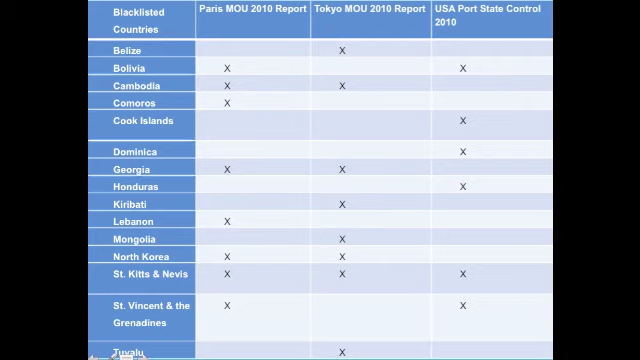 Blacklisted Countries Paris MOU 2010 Report Tokyo MOU 2010 Report USA Port State Control 2010
Belize X
Bolivia X X
Cambodia X X
Comoros X
Cook Islands X
Dominica X
Georgia X X
Honduras X
Kiribati X
Lebanon X
Mongolia X
North Korea X X
St. Kitts & Nevis X X X
St. Vincent & the Grenadines X X
Tuvalu X